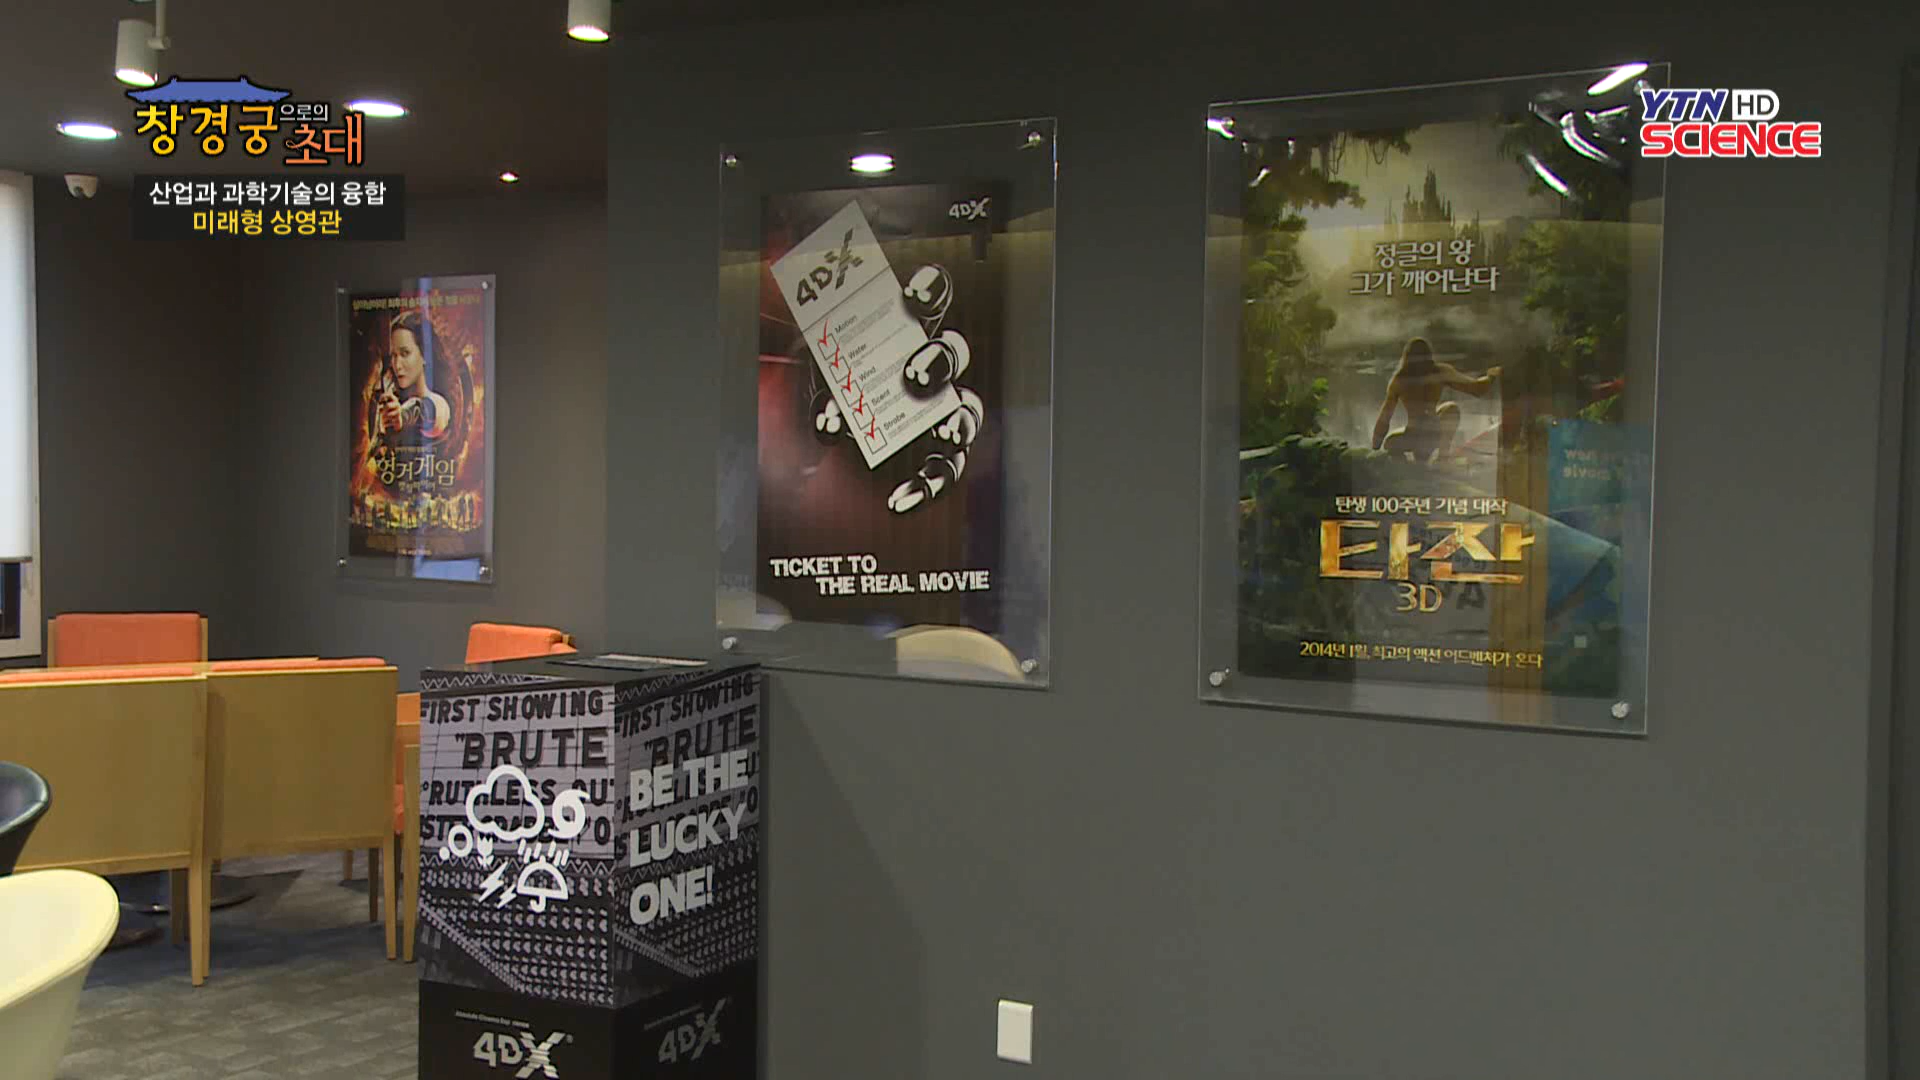 창경궁으로의
초대
산업과 과학기술의 융합
미래형 상영관
YTN HD
SCIENCE
헝거게임
4DX
4DX
Motion
Water
Wind
Scent
Strobe
TICKET TO
THE REAL MOVIE
정글의 왕
그가 깨어난다
탄생 100주년 기념 대작
타잔
3D
2014년 1월, 최고의 액션 어드벤처가 온다
FIRST SHOWING
"BRUTE
FIRST SHOWING
"BRUTE
BE THE
LUCKY
ONE!
4DX
4DX